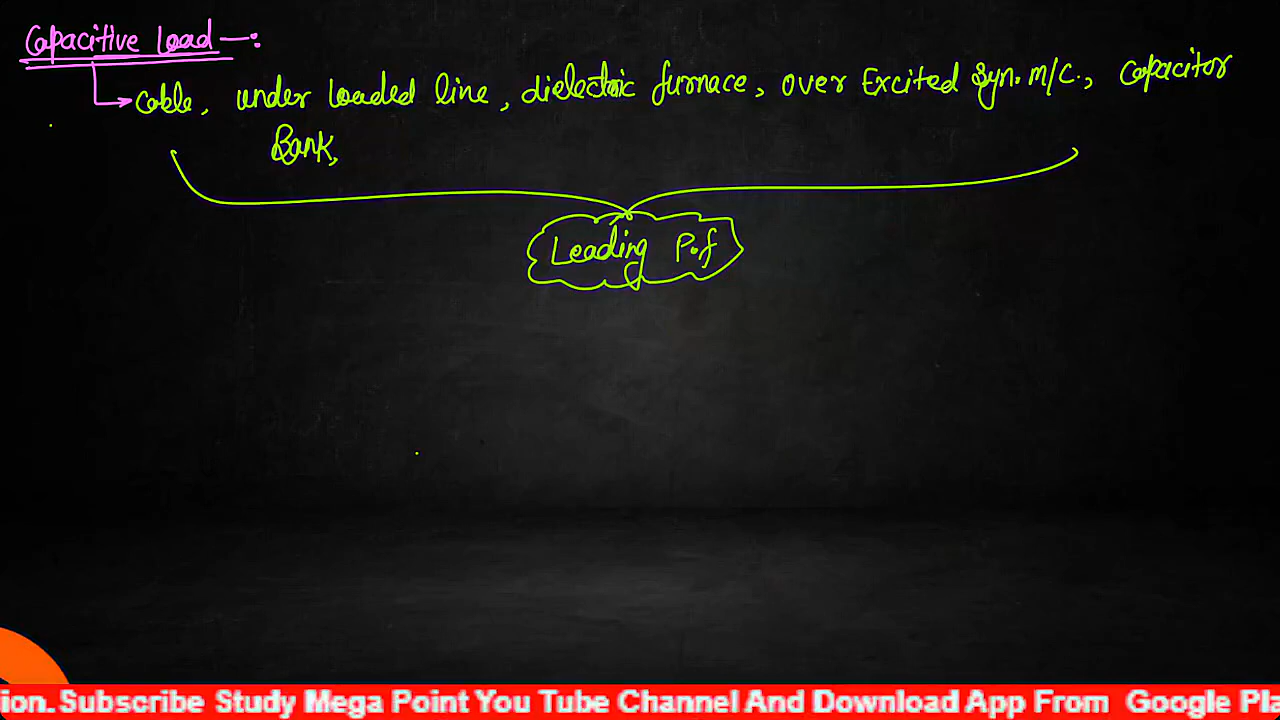 Capacitive Load —:
Cable, under Loaded line, dielectric furnace, over Excited Syn. M/C., Capacitor
Bank,
Leading P.f
ion. Subscribe Study Mega Point You Tube Channel And Download App From Google Pla